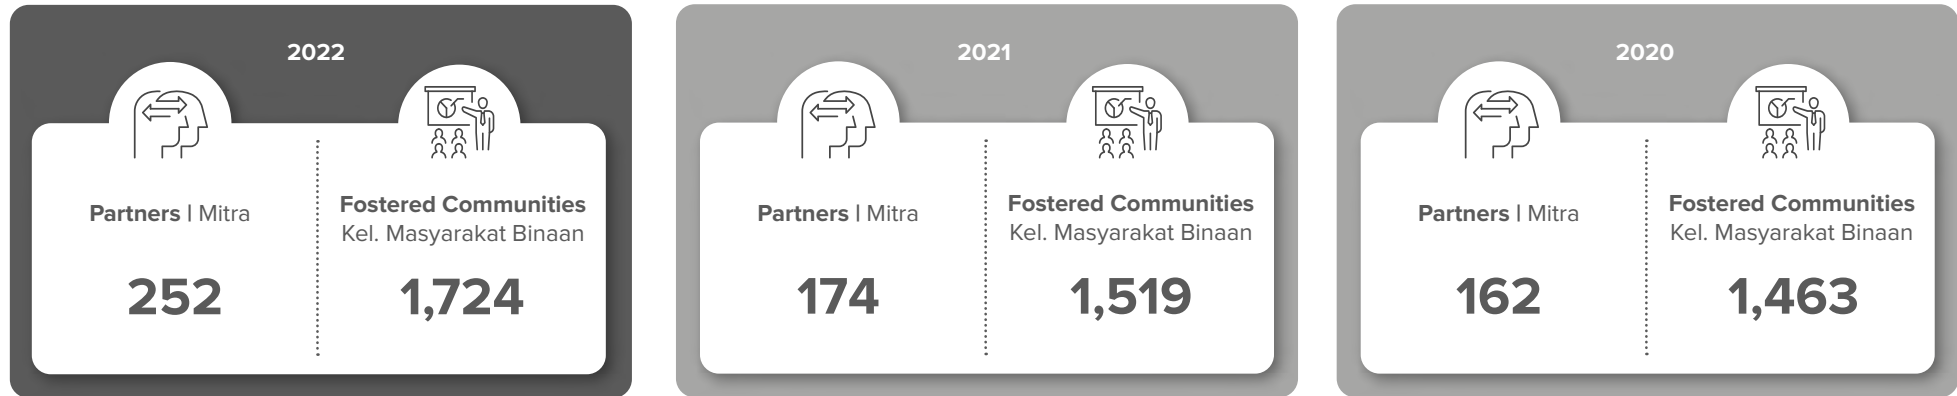 2022
Partners | Mitra
252
Fostered Communities
Kel. Masyarakat Binaan
1,724
2021
Partners | Mitra
174
Fostered Communities
Kel. Masyarakat Binaan
1,519
2020
Partners | Mitra
162
Fostered Communities
Kel. Masyarakat Binaan
1,463